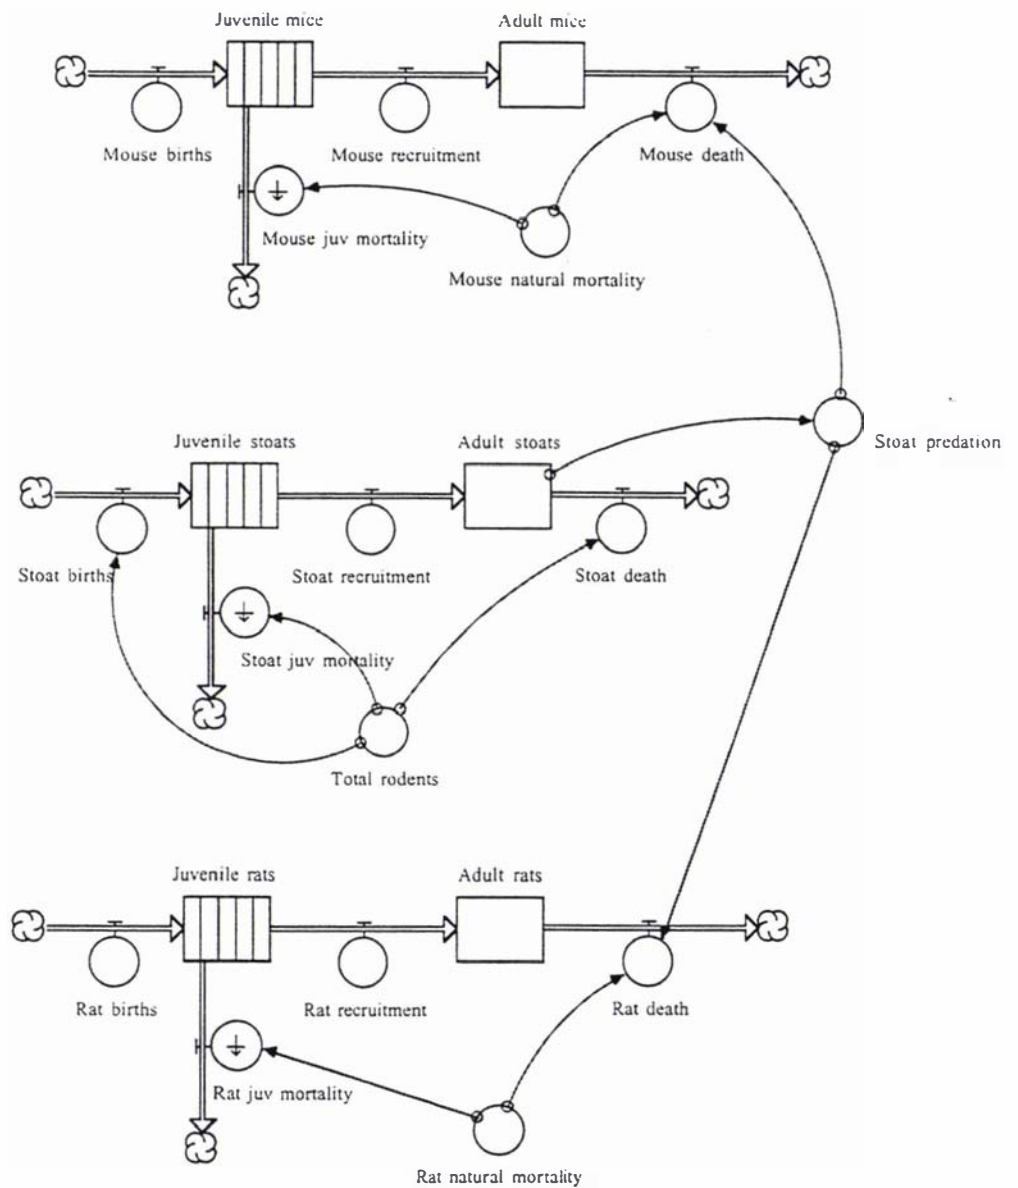 Juvenile mice
Adult mice
Mouse births
Mouse recruitment
Mouse death
Mouse juv mortality
Mouse natural mortality
Juvenile stoats
Adult stoats
Stoat predation
Stoat births
Stoat recruitment
Stoat death
Stoat juv mortality
Total rodents
Juvenile rats
Adult rats
Rat births
Rat recruitment
Rat death
Rat juv mortality
Rat natural mortality